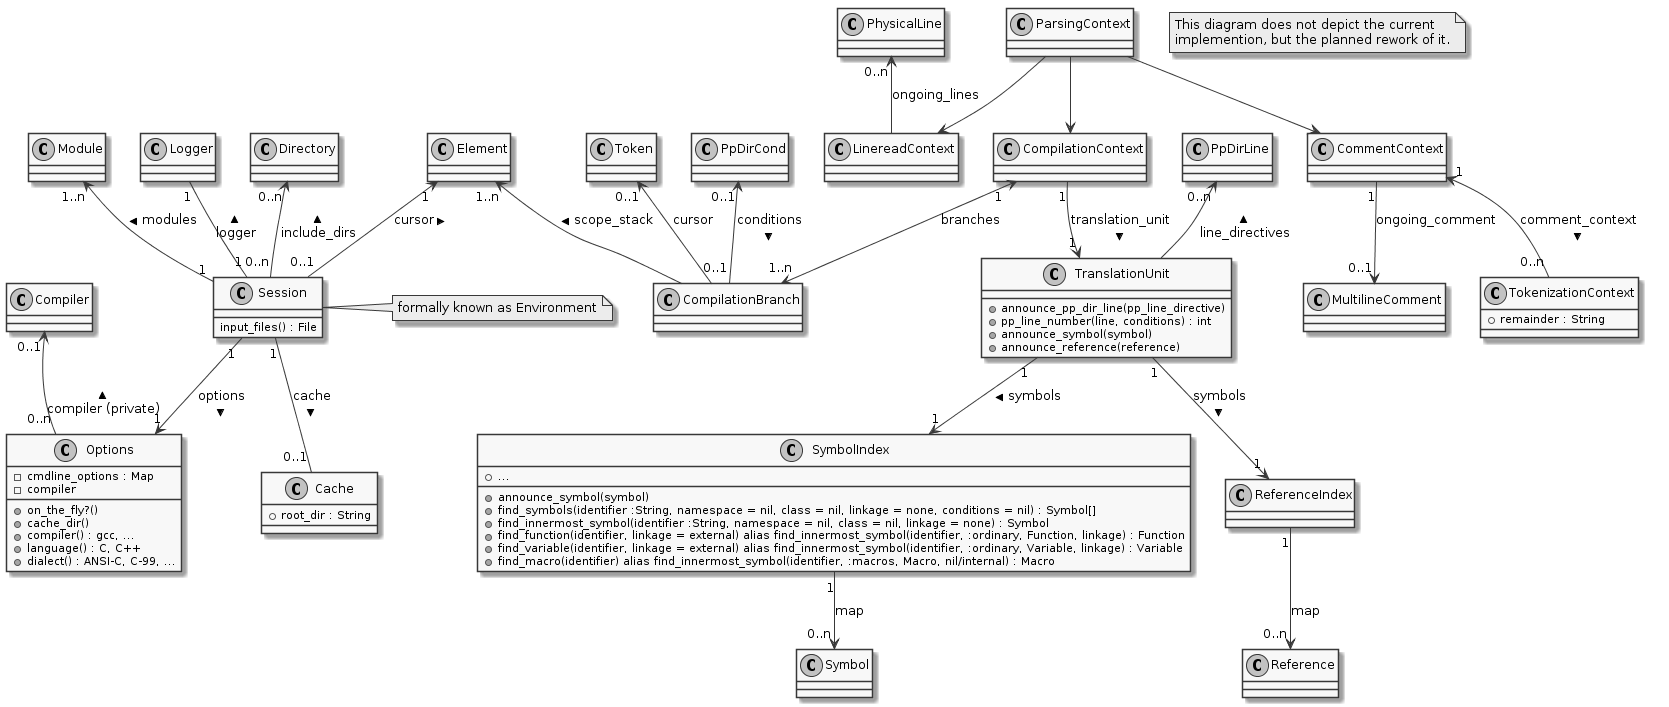 C PhysicalLine
C ParsingContext
This diagram does not depict the current
implemention, but the planned rework of it.
0..n
ongoing_lines
C Module
C Logger
C Directory
C Element
C Token
C PpDirCond
C LinereadContext
C CompilationContext
C PpDirLine
C CommentContext
1..n
1
0..n
1
1..n
0..1
0..1
1
1
0..n
1
1
modules
logger
include_dirs
cursor
scope_stack
cursor
conditions
branches
translation_unit
line_directives
ongoing_comment
comment_context
1
1
0..n
0..1
0..1
1..n
1
0..1
0..n
C Compiler
C Session
input_files() : File
formally known as Environment
C CompilationBranch
C TranslationUnit
announce_pp_dir_line(pp_line_directive)
pp_line_number(line, conditions) : int
announce_symbol(symbol)
announce_reference(reference)
C MultilineComment
C TokenizationContext
remainder : String
0..1
1
1
1
1
compiler (private)
options
cache
symbols
symbols
0..n
1
0..1
1
1
C Options
cmdline_options : Map
compiler
on_the_fly?()
cache_dir()
compiler() : gcc, ...
language() : C, C++
dialect() : ANSI-C, C-99, ...
C Cache
root_dir : String
C SymbolIndex
...
announce_symbol(symbol)
find_symbols(identifier :String, namespace = nil, class = nil, linkage = none, conditions = nil) : Symbol[]
find_innermost_symbol(identifier :String, namespace = nil, class = nil, linkage = none) : Symbol
find_function(identifier, linkage = external) alias find_innermost_symbol(identifier, :ordinary, Function, linkage) : Function
find_variable(identifier, linkage = external) alias find_innermost_symbol(identifier, :ordinary, Variable, linkage) : Variable
find_macro(identifier) alias find_innermost_symbol(identifier, :macros, Macro, nil/internal) : Macro
C ReferenceIndex
1
1
map
map
0..n
0..n
C Symbol
C Reference